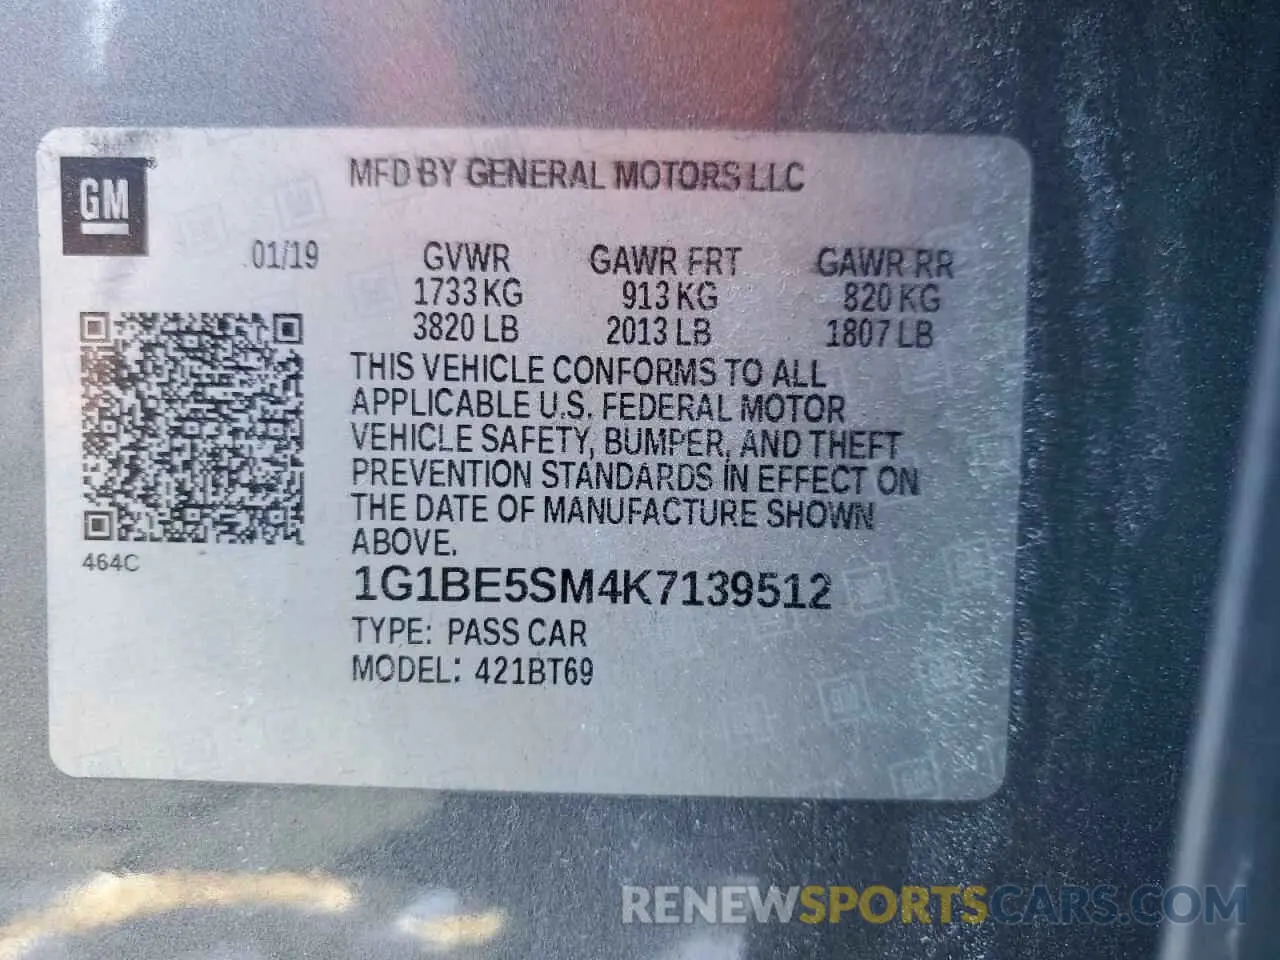 GM
MFD BY GENERAL MOTORS LLC
01/19 GVWR GAWR FRT GAWR RR
1733 KG 913 KG 820 KG
3820 LB 2013 LB 1807 LB
THIS VEHICLE CONFORMS TO ALL
APPLICABLE U.S. FEDERAL MOTOR
VEHICLE SAFETY, BUMPER, AND THEFT
PREVENTION STANDARDS IN EFFECT ON
THE DATE OF MANUFACTURE SHOWN
ABOVE.
464C
1G1BE5SM4K7139512
TYPE: PASS CAR
MODEL: 421BT69
RENEWSPORTSCARS.COM